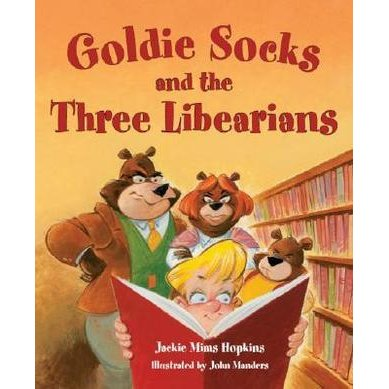 Goldie Socks
and the
Three Libearians
Jackie Mims Hopkins
Illustrated by John Manders